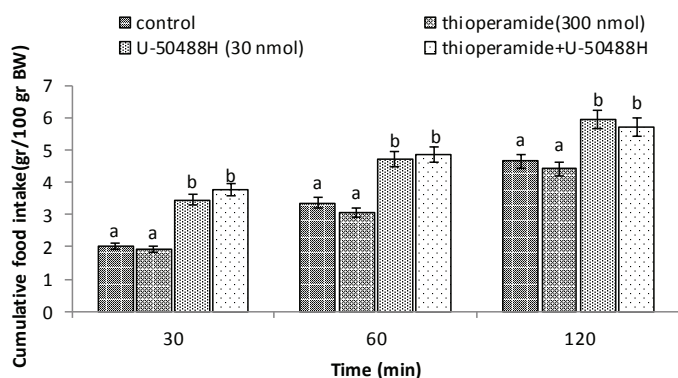 control thioperamide(300 nmol)
U-50488H (30 nmol) thioperamide+U-50488H
Cumulative food intake(gr/100 gr BW)
7
6
5
4
3
2
1
0
a a b b
a a b b
a a b b
30 60 120
Time (min)